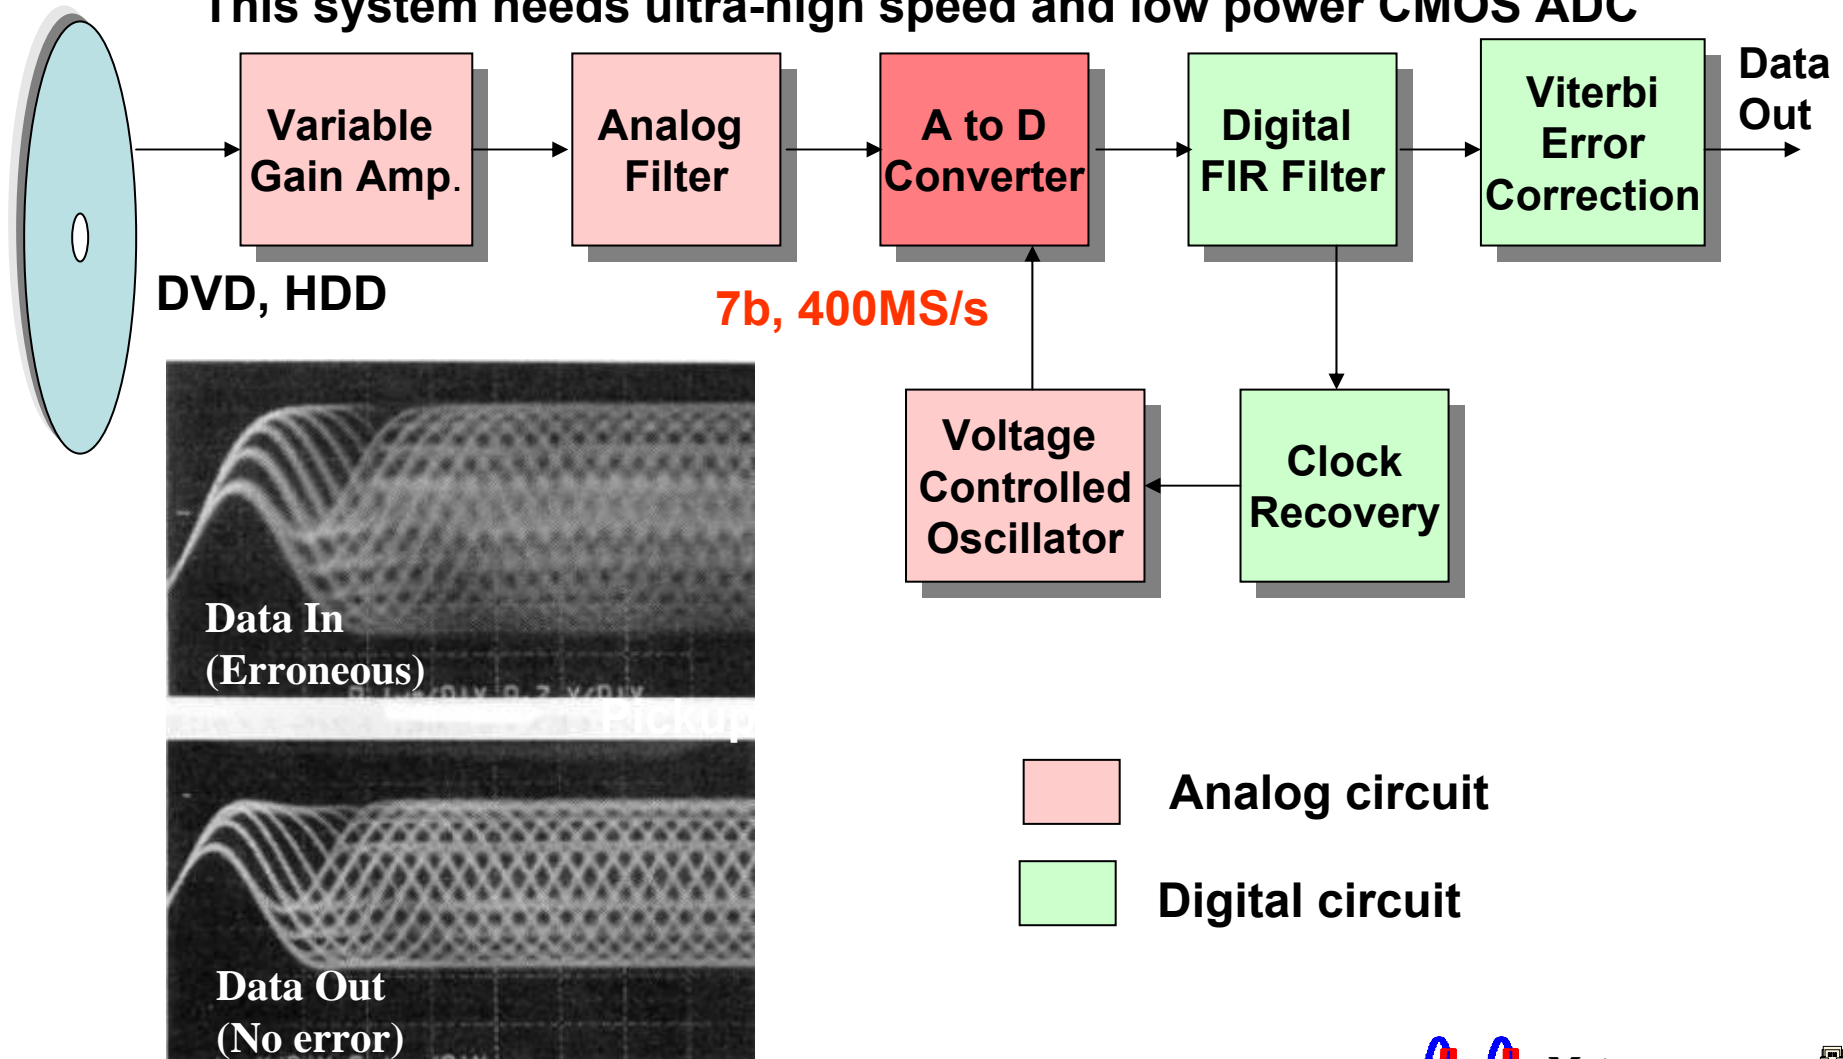 This system needs ultra-high speed and low power CMOS ADC
Variable
Gain Amp.
Analog
Filter
A to D
Converter
Digital
FIR Filter
Viterbi
Error
Correction
Data
Out
DVD, HDD
7b, 400MS/s
Voltage
Controlled
Oscillator
Clock
Recovery
Data In
(Erroneous)
Pickup
Data Out
(No error)
Analog circuit
Digital circuit